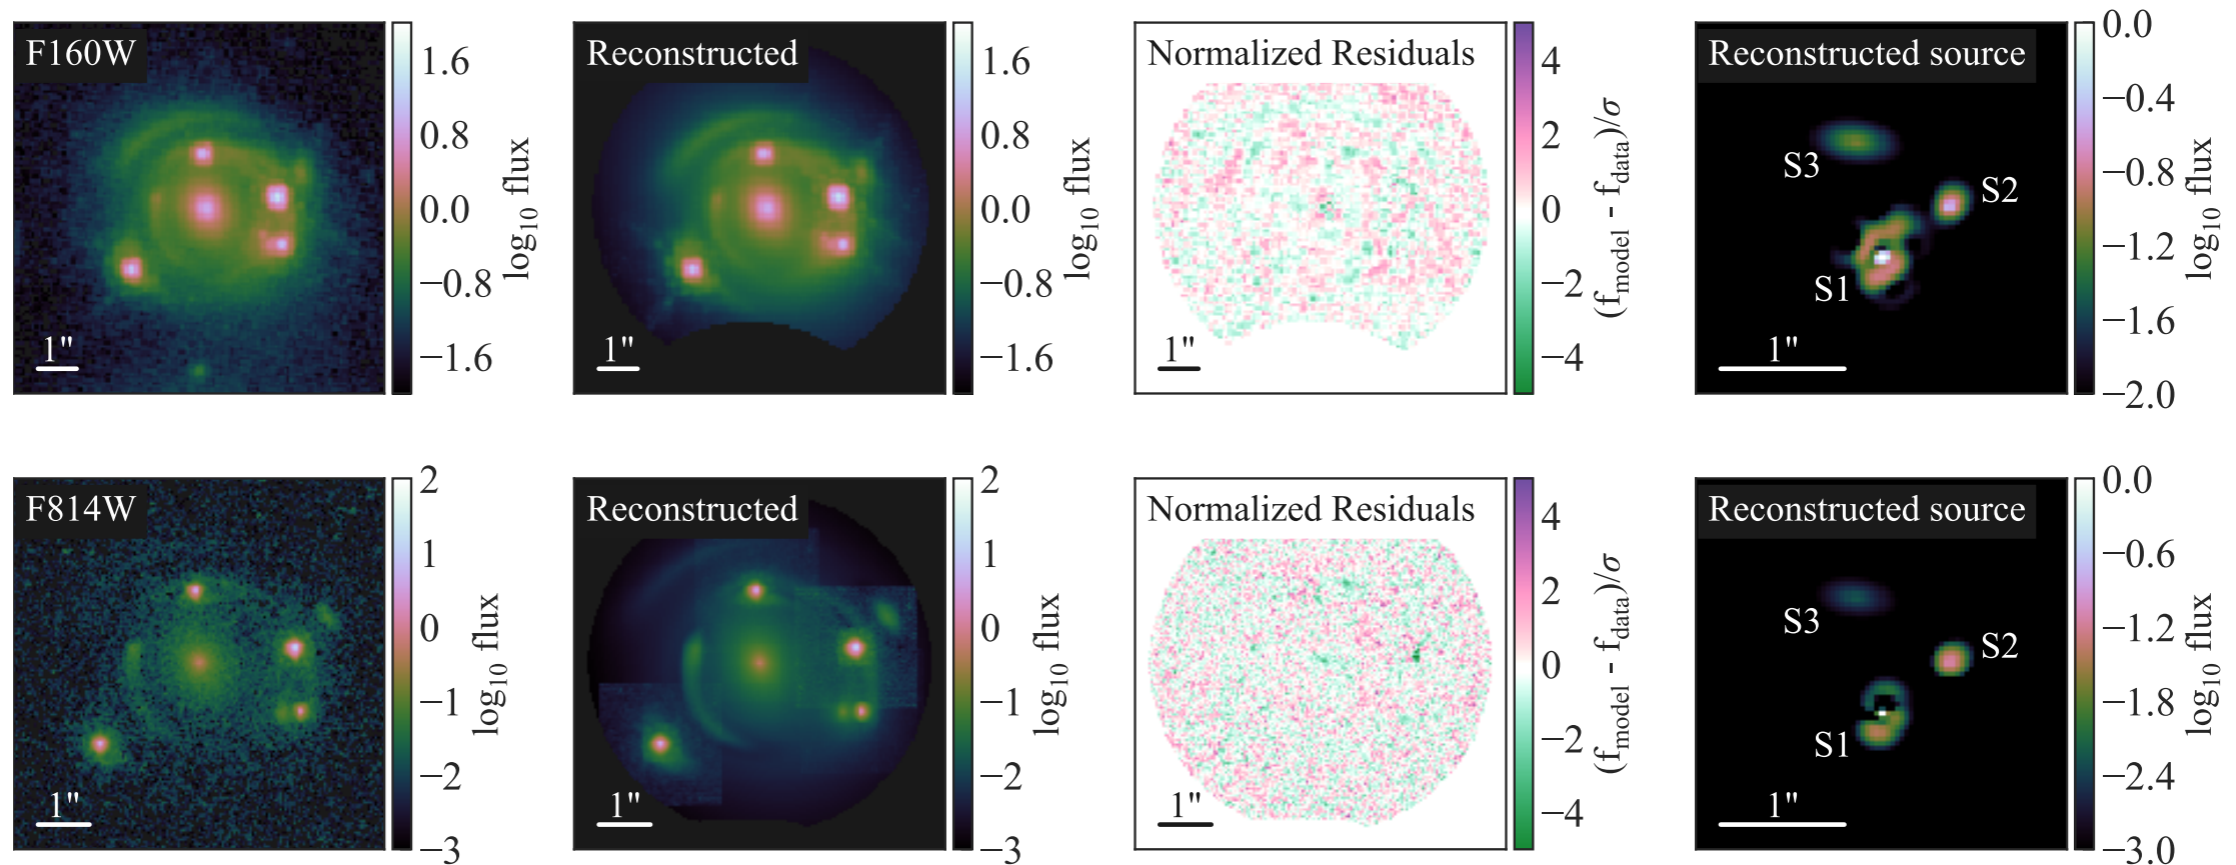 F160W
1"
1.6
0.8
0.0
−0.8
−1.6
log10 flux
Reconstructed
1"
1.6
0.8
0.0
−0.8
−1.6
log10 flux
Normalized Residuals
1"
4
2
0
−2
−4
(fmodel - fdata)/σ
Reconstructed source
S3
S2
S1
1"
0.0
−0.4
−0.8
−1.2
−1.6
−2.0
log10 flux
F814W
1"
2
1
0
−1
−2
−3
log10 flux
Reconstructed
1"
2
1
0
−1
−2
−3
log10 flux
Normalized Residuals
1"
4
2
0
−2
−4
(fmodel - fdata)/σ
Reconstructed source
S3
S2
S1
1"
0.0
−0.6
−1.2
−1.8
−2.4
−3.0
log10 flux